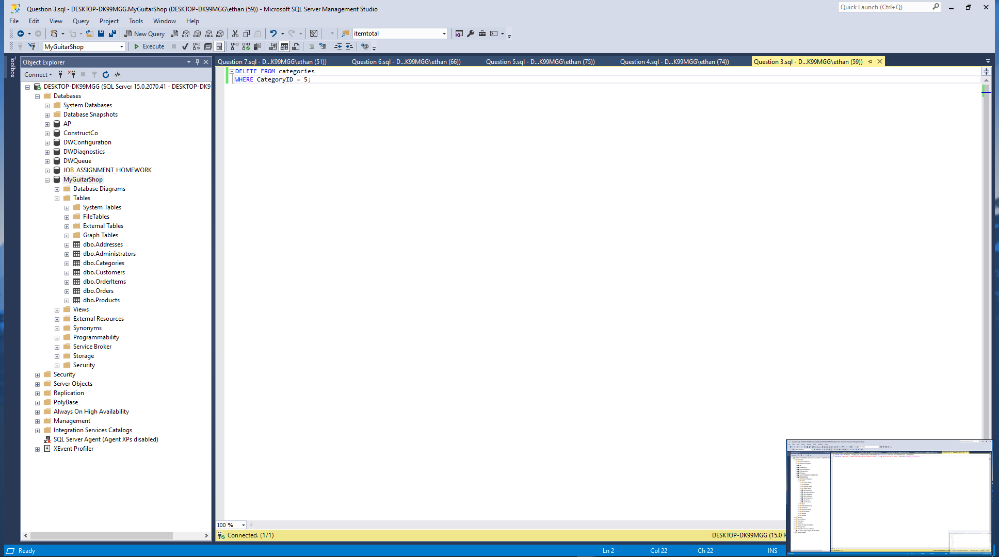 Question 3.sql - DESKTOP-DK99MGG.MyGuitarShop (DESKTOP-DK99MGG\ethan (59)) - Microsoft SQL Server Management Studio
Quick Launch (Ctrl+Q)
File Edit View Query Project Tools Window Help
New Query
MDX DMX XMLA DAX
itemtotal
MyGuitarShop
Execute
Toolbox
Object Explorer
Connect
DESKTOP-DK99MGG (SQL Server 15.0.2070.41 - DESKTOP-DK9
Databases
System Databases
Database Snapshots
AP
ConstructCo
DWConfiguration
DWDiagnostics
DWQueue
JOB_ASSIGNMENT_HOMEWORK
MyGuitarShop
Database Diagrams
Tables
System Tables
FileTables
External Tables
Graph Tables
dbo.Addresses
dbo.Administrators
dbo.Categories
dbo.Customers
dbo.OrderItems
dbo.Orders
dbo.Products
Views
External Resources
Synonyms
Programmability
Service Broker
Storage
Security
Security
Server Objects
Replication
PolyBase
Always On High Availability
Management
Integration Services Catalogs
SQL Server Agent (Agent XPs disabled)
XEvent Profiler
Question 7.sql - D...K99MGG\ethan (51)) Question 6.sql - D...K99MGG\ethan (66)) Question 5.sql - D...K99MGG\ethan (75)) Question 4.sql - D...K99MGG\ethan (74)) Question 3.sql - D...K99MGG\ethan (59))
DELETE FROM categories
WHERE CategoryID = 5;
100 %
Connected. (1/1)
DESKTOP-DK99MGG (15.0 R
Ready
Ln 2 Col 22 Ch 22 INS